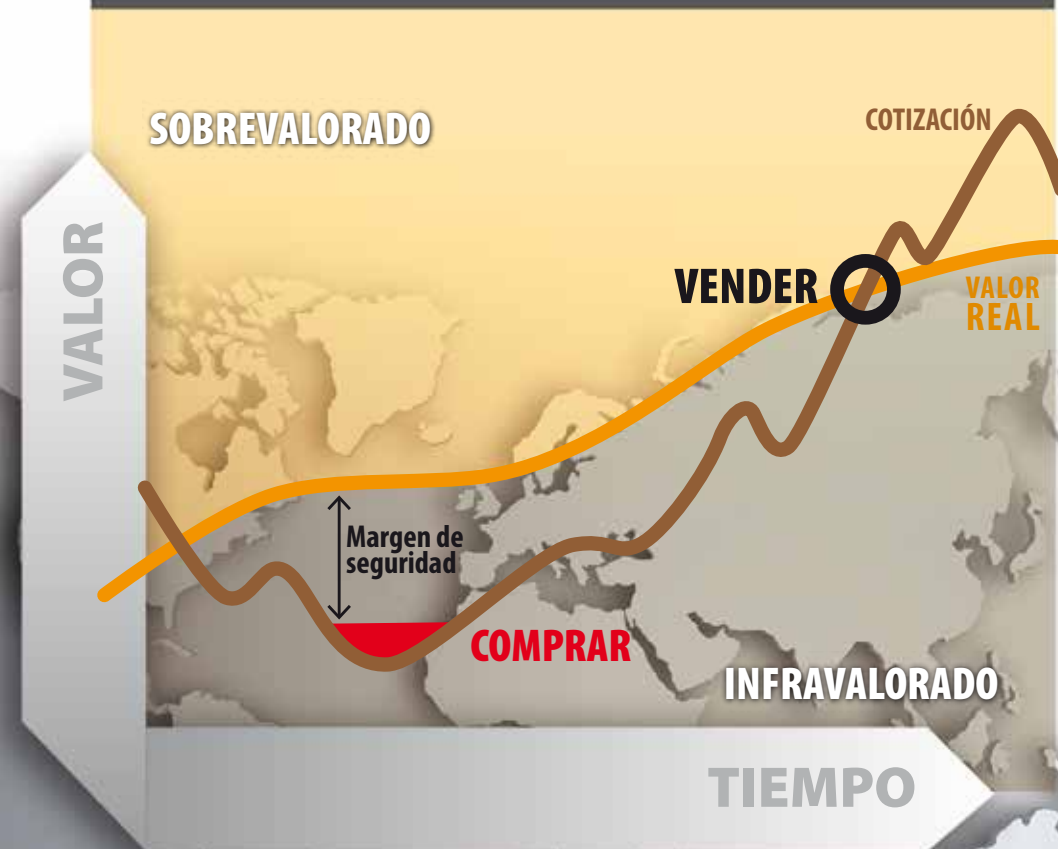 SOBREVALORADO
COTIZACIÓN
VALOR
VENDER
VALOR
REAL
Margen de
seguridad
COMPRAR
INFRAVALORADO
TIEMPO